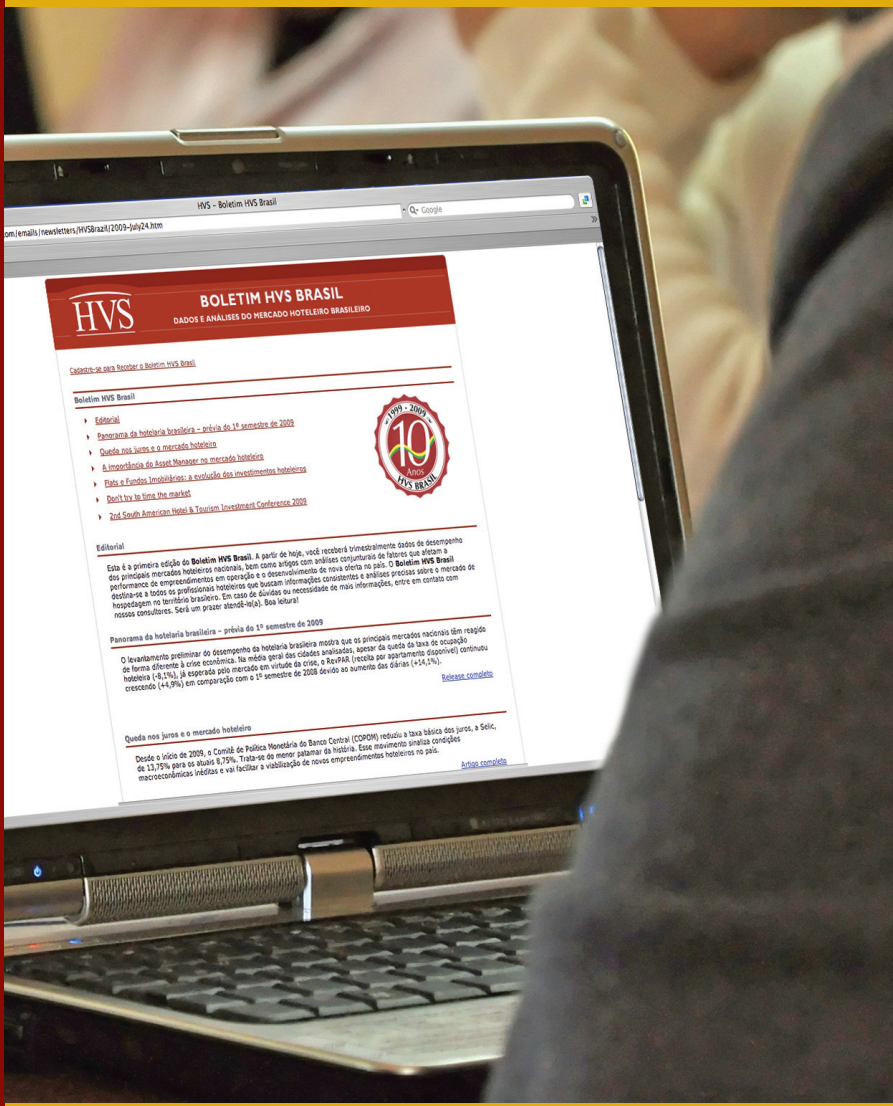 HVS – Boletim HVS Brasil
com/emails/newsletters/HVSBrazil/2009-July24.htm
Google
HVS
BOLETIM HVS BRASIL
DADOS E ANÁLISES DO MERCADO HOTELEIRO BRASILEIRO
Cadastre-se para Receber o Boletim HVS Brasil
Boletim HVS Brasil
Editorial
Panorama da hotelaria brasileira – prévia do 1º semestre de 2009
Queda nos juros e o mercado hoteleiro
A importância do Asset Manager no mercado hoteleiro
Flats e Fundos Imobiliários: a evolução dos investimentos hoteleiros
Don't try to time the market
2nd South American Hotel & Tourism Investment Conference 2009
1999 - 2009
10
Anos
HVS BRASIL
Editorial
Esta é a primeira edição do Boletim HVS Brasil. A partir de hoje, você receberá trimestralmente dados de desempenho
dos principais mercados hoteleiros nacionais, bem como artigos com análises conjunturais de fatores que afetam a
performance de empreendimentos em operação e o desenvolvimento de nova oferta no país. O Boletim HVS Brasil
destina-se a todos os profissionais hoteleiros que buscam informações consistentes e análises precisas sobre o mercado de
hospedagem no território brasileiro. Em caso de dúvidas ou necessidade de mais informações, entre em contato com
nossos consultores. Será um prazer atendê-lo(a). Boa leitura!
Panorama da hotelaria brasileira – prévia do 1º semestre de 2009
O levantamento preliminar do desempenho da hotelaria brasileira mostra que os principais mercados nacionais têm reagido
de forma diferente à crise econômica. Na média geral das cidades analisadas, apesar da queda da taxa de ocupação
hoteleira (-8,1%), já esperada pelo mercado em virtude da crise, o RevPAR (receita por apartamento disponível) continuou
crescendo (+4,9%) em comparação com o 1º semestre de 2008 devido ao aumento das diárias (+14,1%).
Release completo
Queda nos juros e o mercado hoteleiro
Desde o início de 2009, o Comitê de Política Monetária do Banco Central (COPOM) reduziu a taxa básica dos juros, a Selic,
de 13,75% para os atuais 8,75%. Trata-se do menor patamar da história. Esse movimento sinaliza condições
macroeconômicas inéditas e vai facilitar a viabilização de novos empreendimentos hoteleiros no país.
Artigo completo